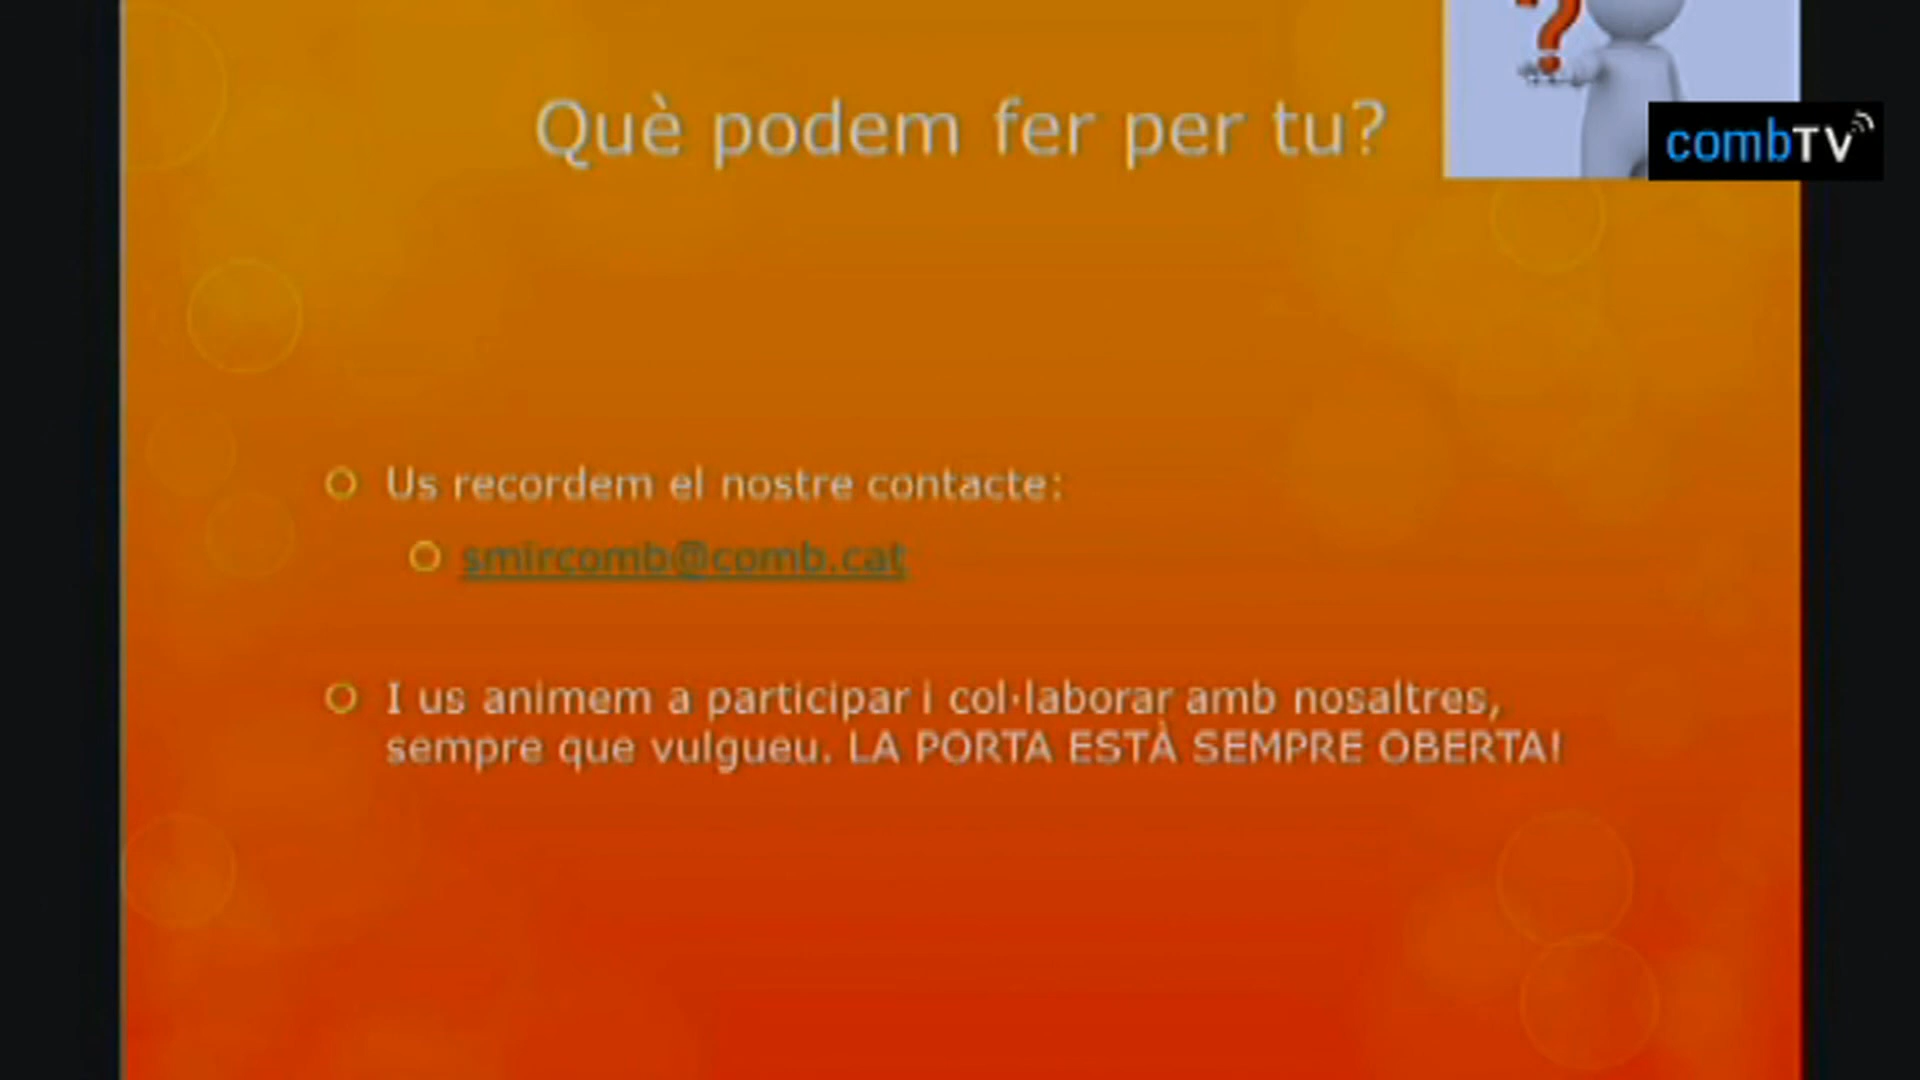 Què podem fer per tu?
combTV
Us recordem el nostre contacte:
smircomb@comb.cat
I us animem a participar i col·laborar amb nosaltres,
sempre que vulgueu. LA PORTA ESTÀ SEMPRE OBERTA!